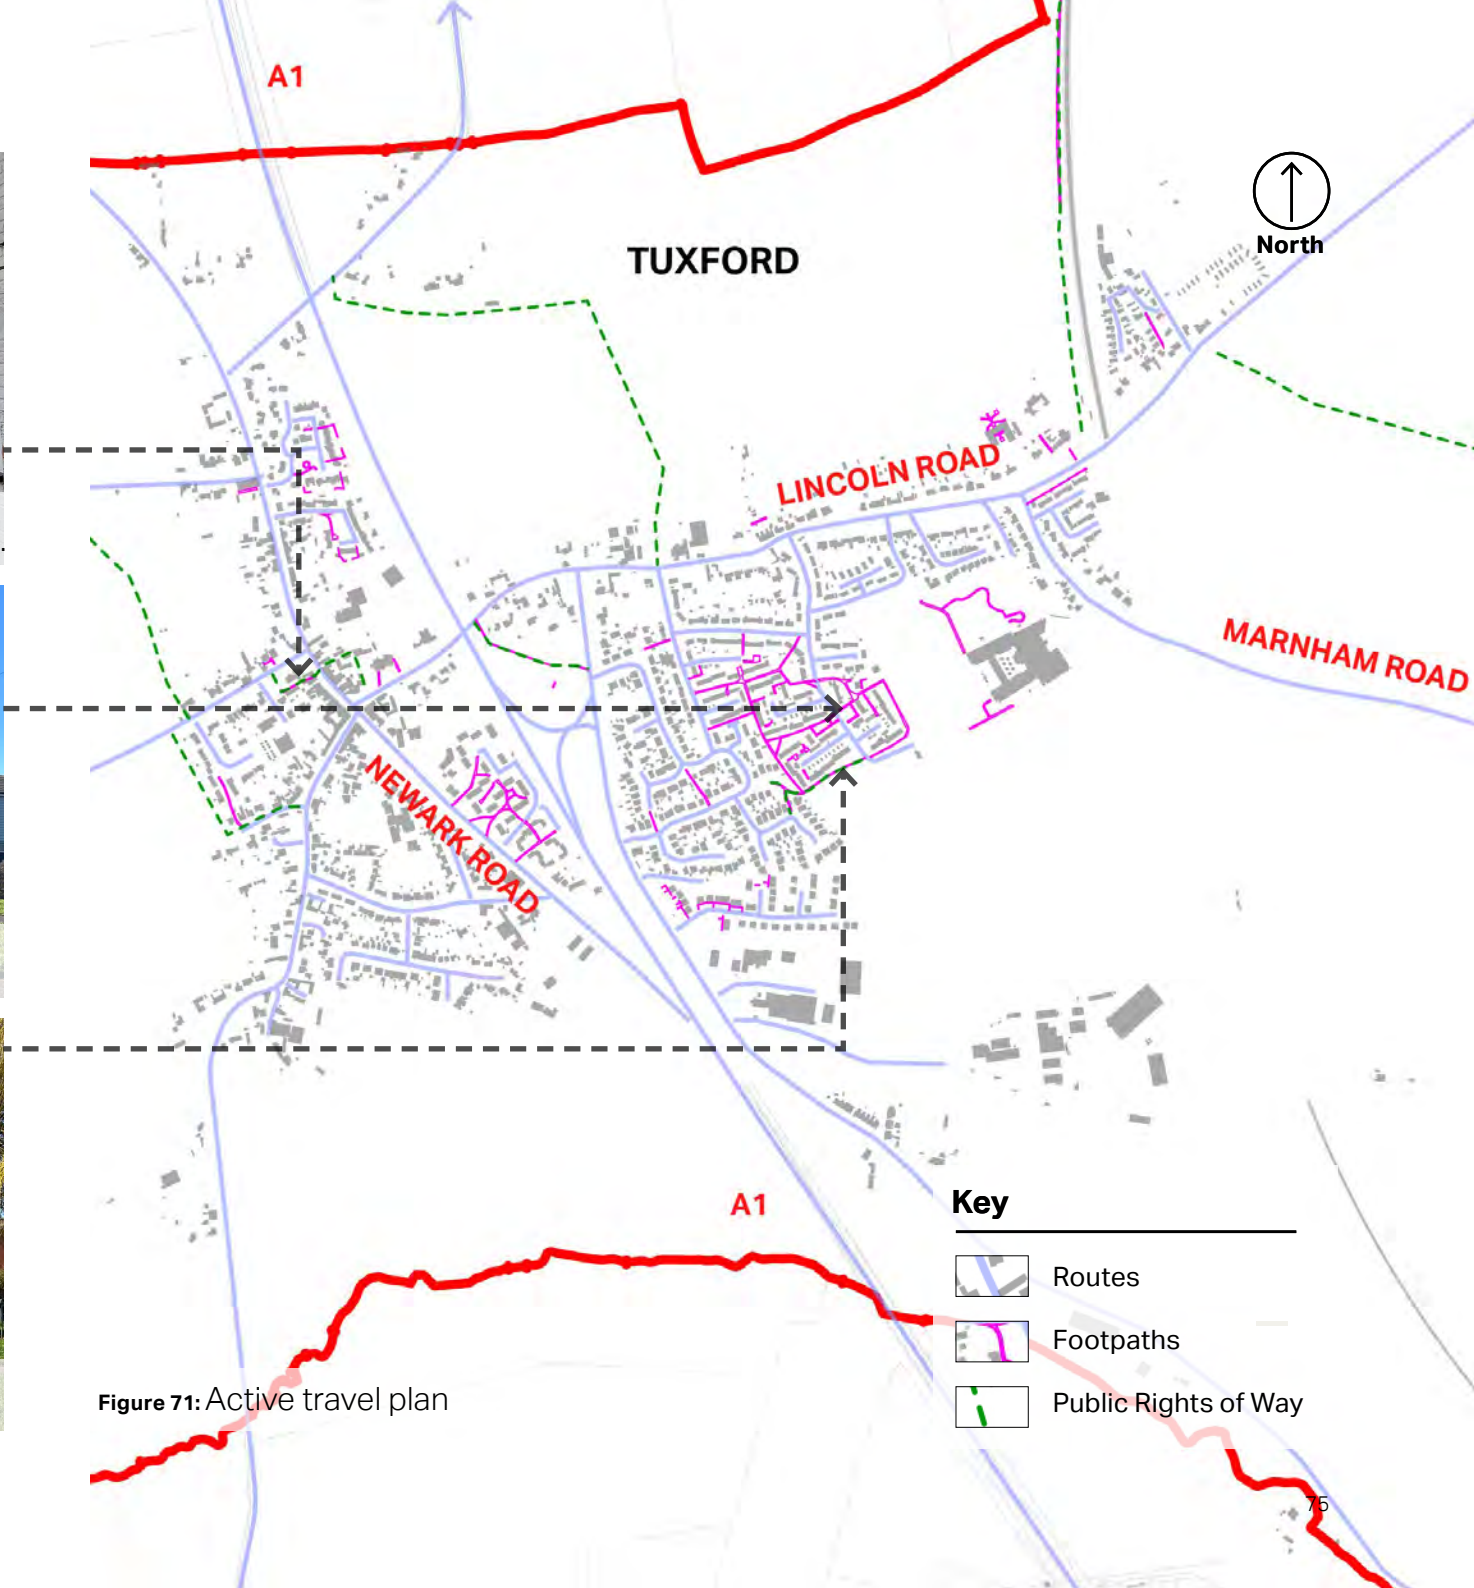 A1
North
TUXFORD
LINCOLN ROAD
MARNHAM ROAD
NEWARK ROAD
A1
Key
Routes
Footpaths
Public Rights of Way
Figure 71: Active travel plan
75